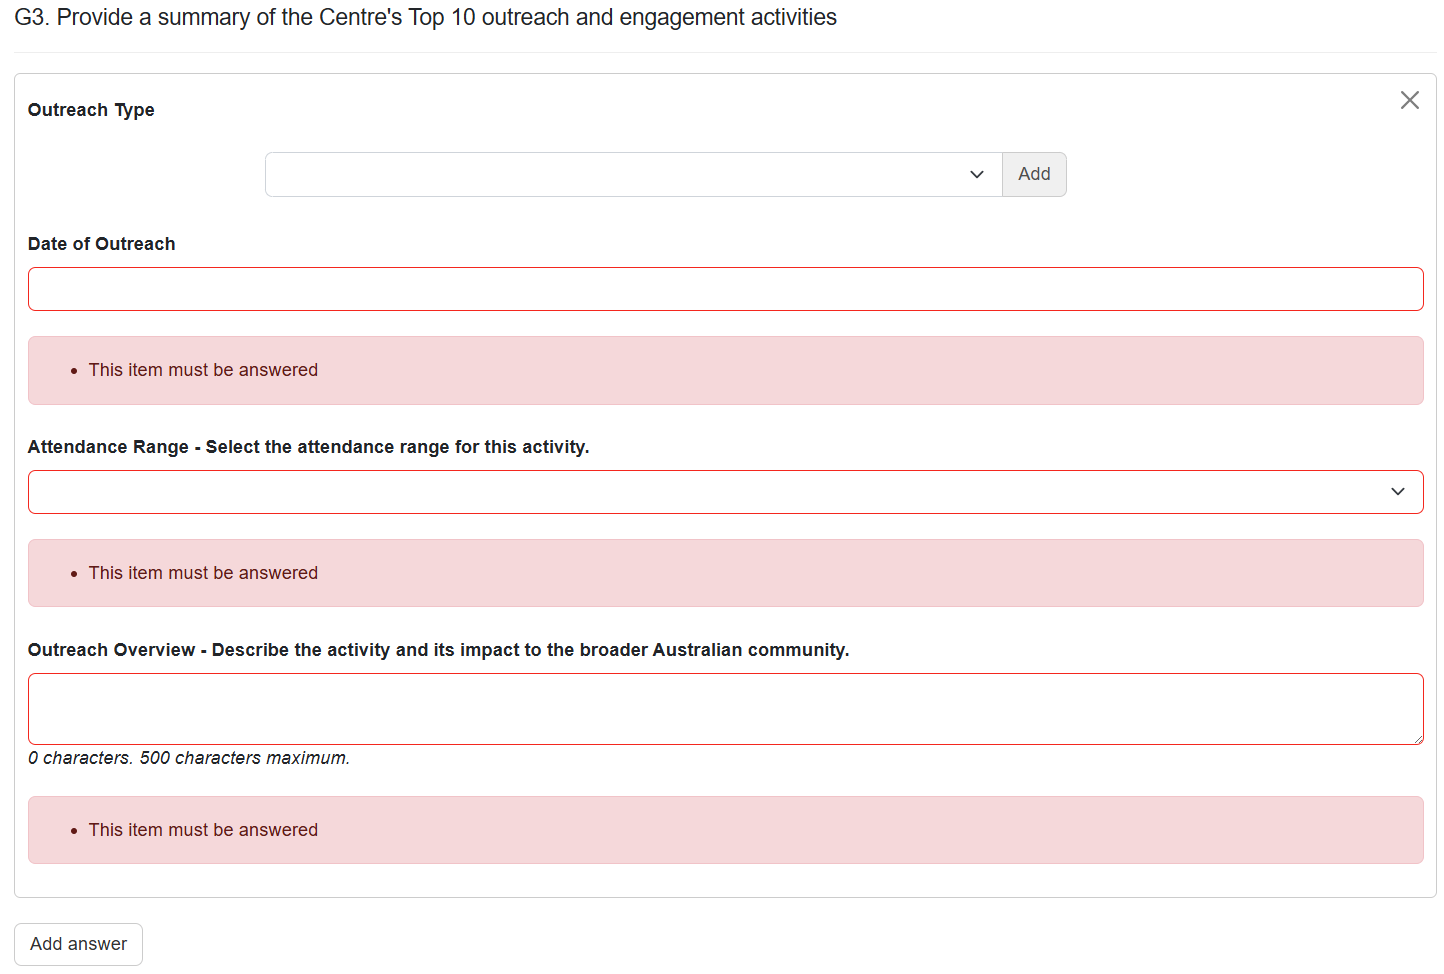 G3. Provide a summary of the Centre's Top 10 outreach and engagement activities
Outreach Type
Add
Date of Outreach
This item must be answered
Attendance Range - Select the attendance range for this activity.
This item must be answered
Outreach Overview - Describe the activity and its impact to the broader Australian community.
0 characters. 500 characters maximum.
This item must be answered
Add answer